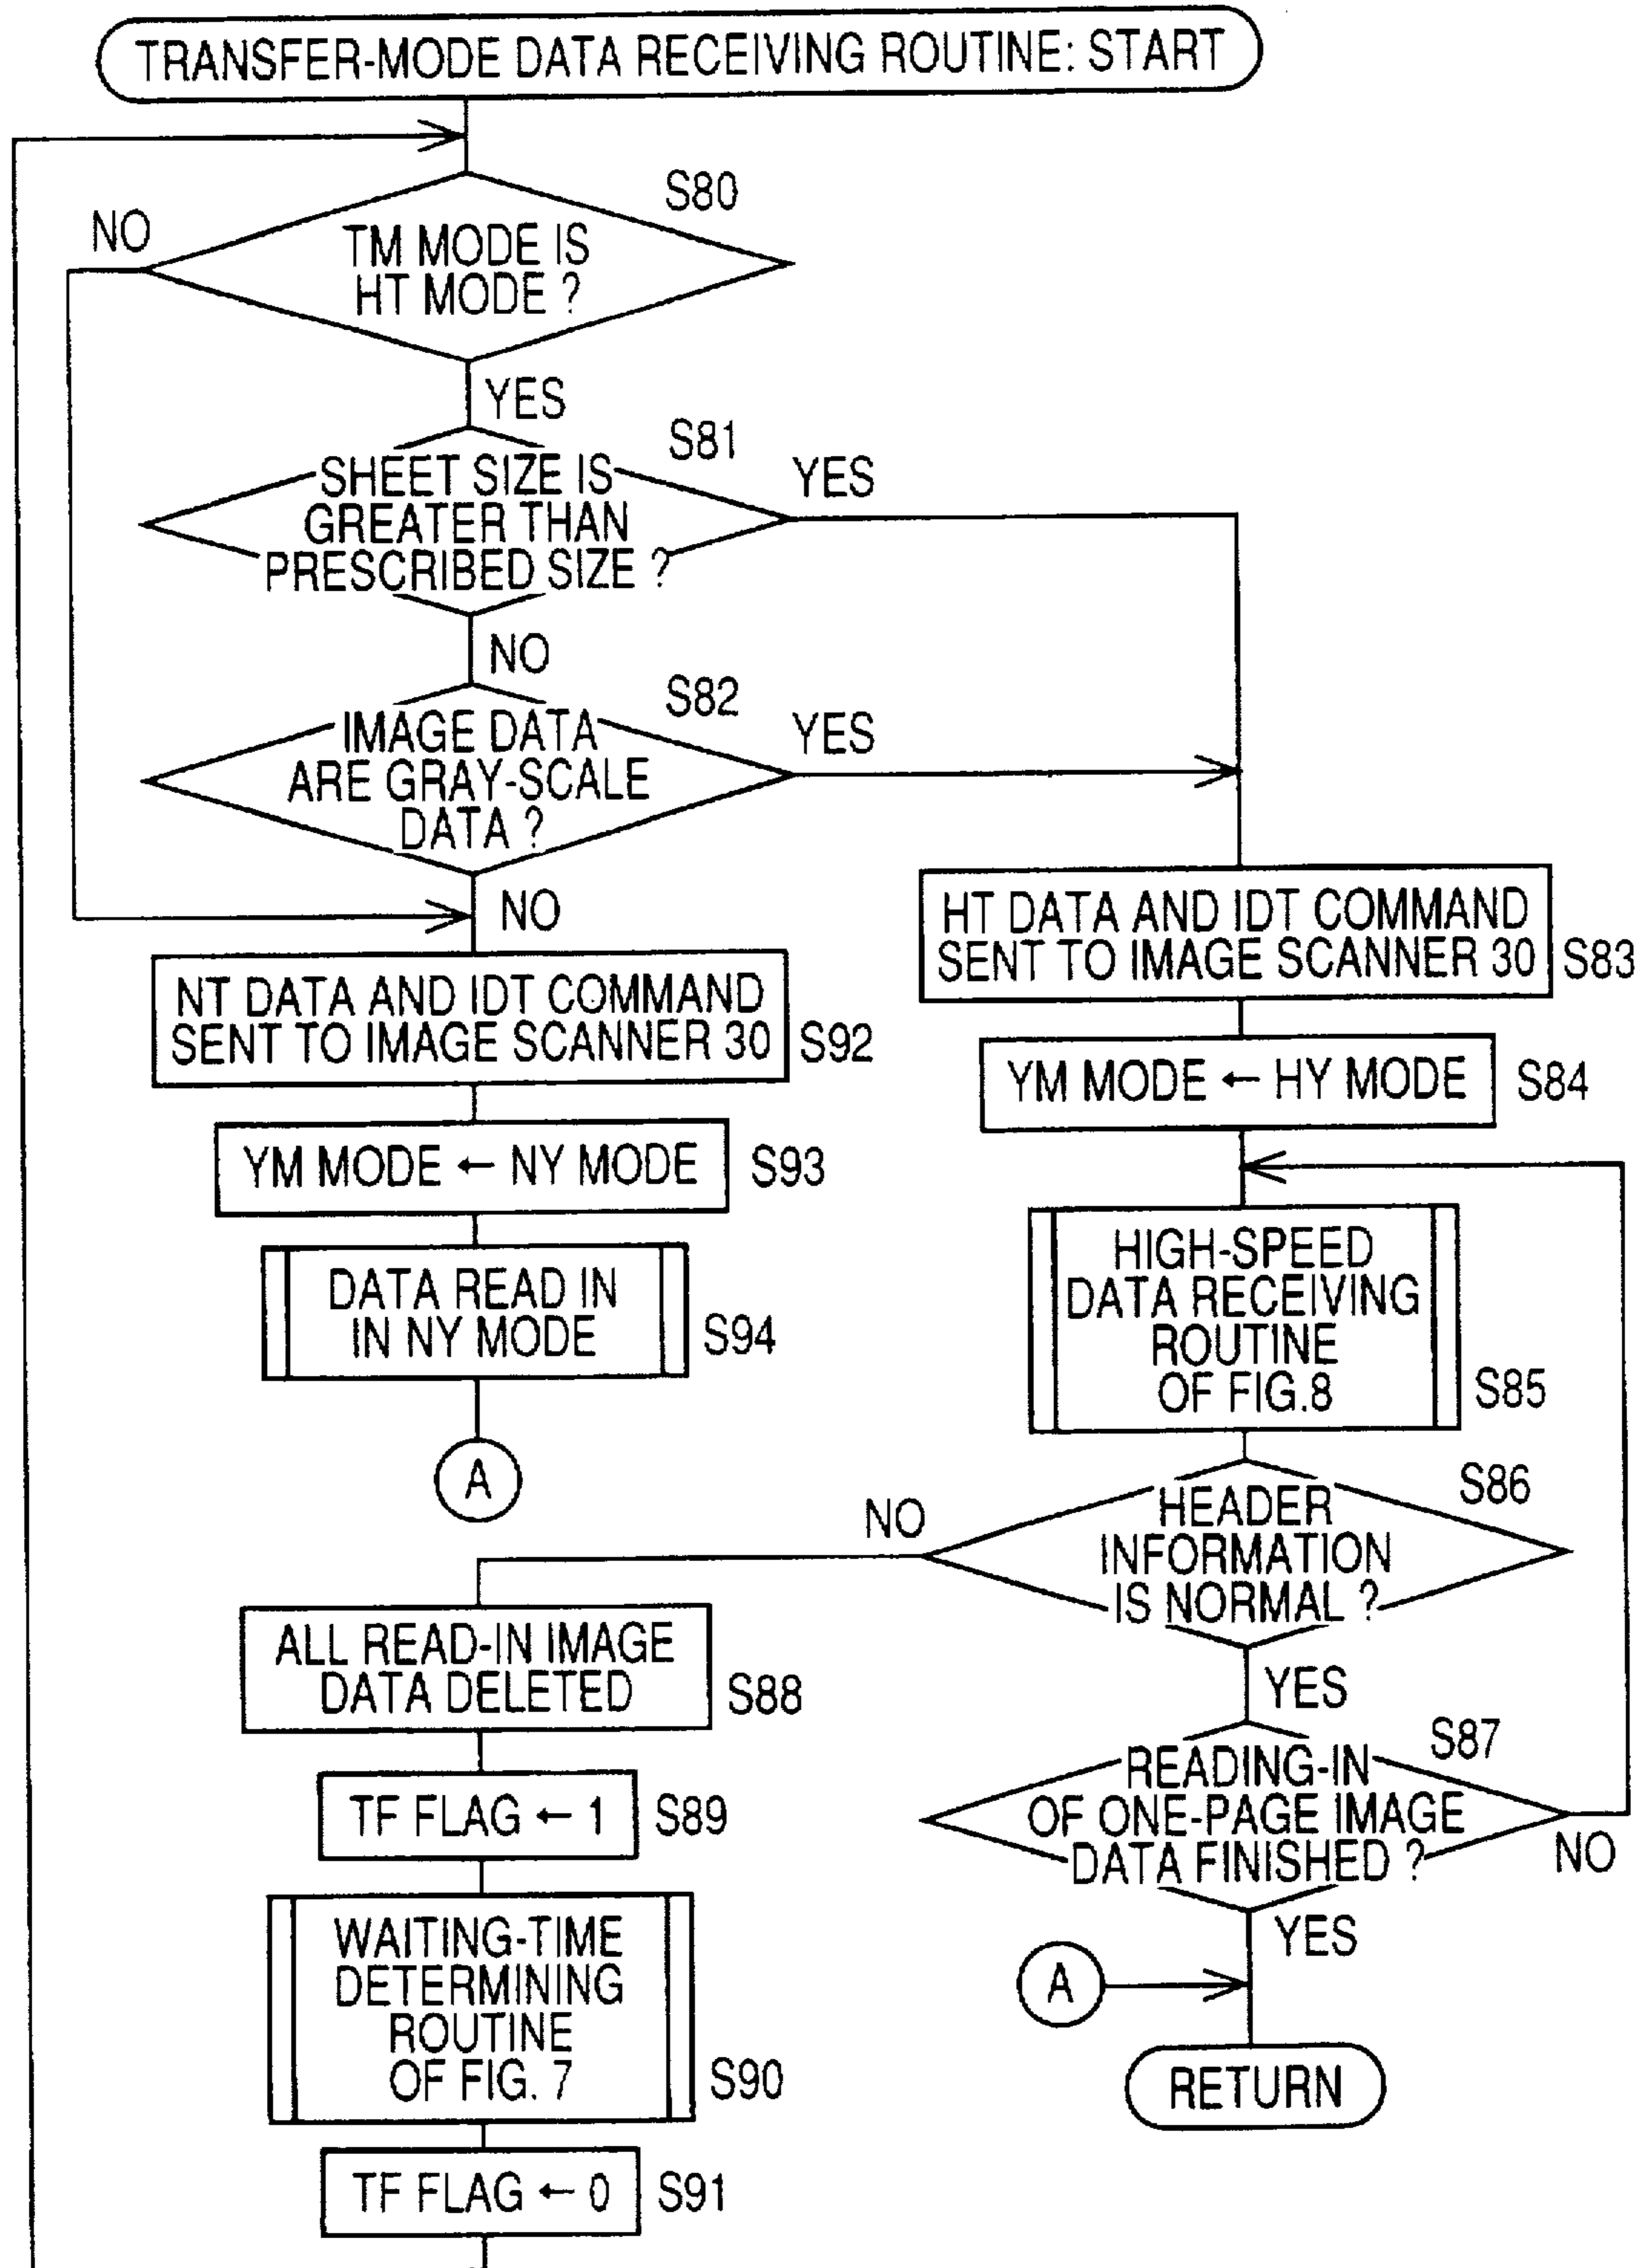 TRANSFER-MODE DATA RECEIVING ROUTINE: START
S80
NO
TM MODE IS
HT MODE ?
YES
S81
SHEET SIZE IS
GREATER THAN
PRESCRIBED SIZE ?
YES
NO
S82
IMAGE DATA
ARE GRAY-SCALE
DATA ?
YES
NO
HT DATA AND IDT COMMAND
SENT TO IMAGE SCANNER 30
S83
NT DATA AND IDT COMMAND
SENT TO IMAGE SCANNER 30
S92
YM MODE ← HY MODE
S84
YM MODE ← NY MODE
S93
DATA READ IN
IN NY MODE
S94
A
HIGH-SPEED
DATA RECEIVING
ROUTINE
OF FIG.8
S85
S86
HEADER
INFORMATION
IS NORMAL ?
NO
YES
ALL READ-IN IMAGE
DATA DELETED
S88
S87
READING-IN
OF ONE-PAGE IMAGE
DATA FINISHED ?
NO
YES
TF FLAG ← 1
S89
WAITING-TIME
DETERMINING
ROUTINE
OF FIG. 7
S90
A
RETURN
TF FLAG ← 0
S91